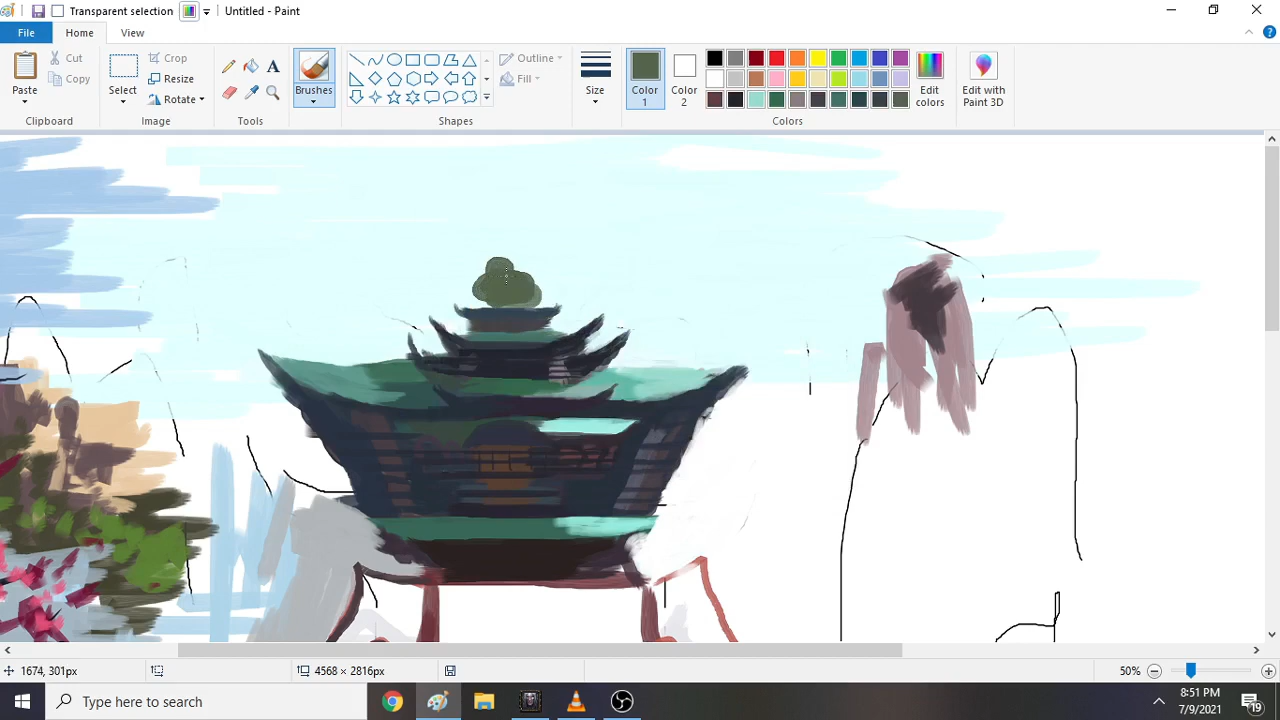 Transparent selection Untitled - Paint
File Home View
Paste Cut Copy Select Crop Resize Rotate A Brushes Outline Fill Size Color 1 Color 2 Edit colors Edit with Paint 3D
Clipboard Image Tools Shapes Colors
1674, 301px 4568 × 2816px 50%
Type here to search 8:51 PM
7/9/2021 19